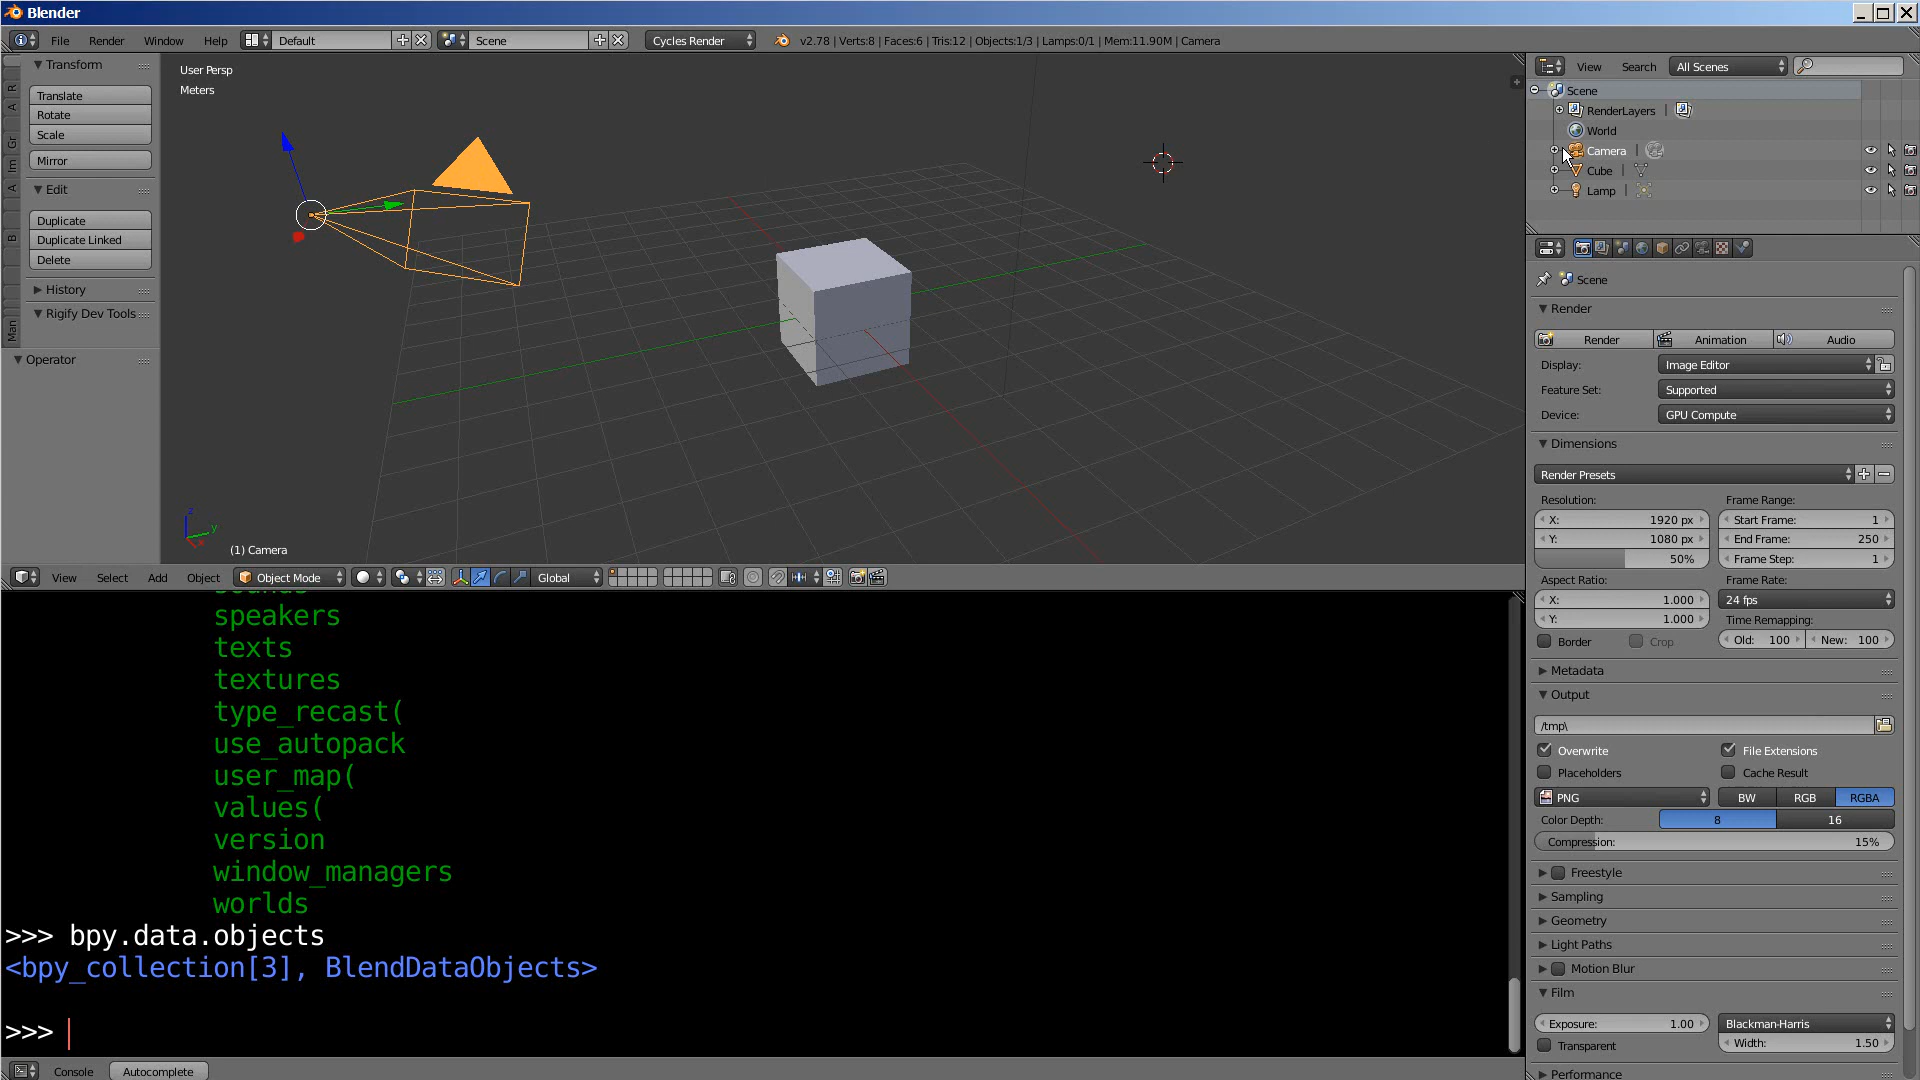 Blender
File Render Window Help Default Scene Cycles Render v2.78 | Verts:8 | Faces:6 | Tris:12 | Objects:1/3 | Lamps:0/1 | Mem:11.90M | Camera
Transform
Translate
Rotate
Scale
Mirror
Edit
Duplicate
Duplicate Linked
Delete
History
Rigify Dev Tools
Operator
R
A
Gr
Im
A
B
Man
User Persp
Meters
z
y
x
(1) Camera
View Select Add Object Object Mode Global
speakers
texts
textures
type_recast(
use_autopack
user_map(
values(
version
window_managers
worlds
>>> bpy.data.objects
<bpy_collection[3], BlendDataObjects>
>>>
Console Autocomplete
View Search All Scenes
Scene
RenderLayers |
World
Camera |
Cube |
Lamp |
Scene
Render
Render Animation Audio
Display: Image Editor
Feature Set: Supported
Device: GPU Compute
Dimensions
Render Presets
Resolution: Frame Range:
X: 1920 px Start Frame: 1
Y: 1080 px End Frame: 250
50% Frame Step: 1
Aspect Ratio: Frame Rate:
X: 1.000 24 fps
Y: 1.000 Time Remapping:
Border Crop Old: 100 New: 100
Metadata
Output
/tmp\
Overwrite File Extensions
Placeholders Cache Result
PNG BW RGB RGBA
Color Depth: 8 16
Compression: 15%
Freestyle
Sampling
Geometry
Light Paths
Motion Blur
Film
Exposure: 1.00 Blackman-Harris
Transparent Width: 1.50
Performance